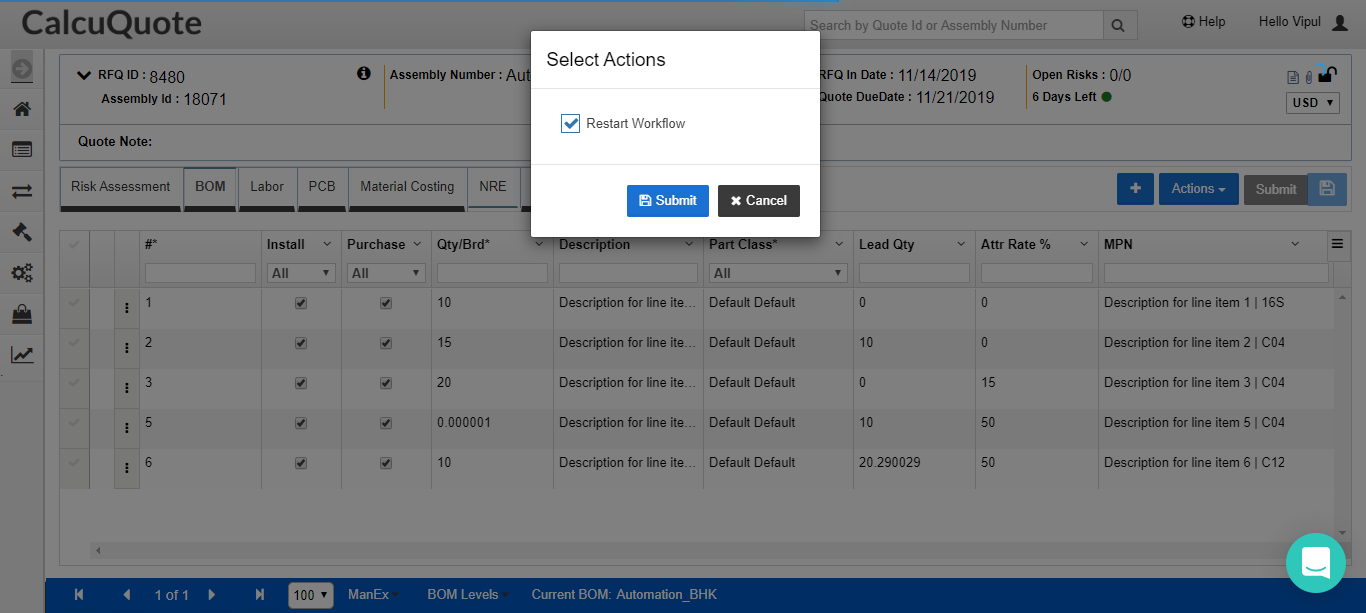 CalcuQuote
Search by Quote Id or Assembly Number
Help
Hello Vipul
Select Actions
Restart Workflow
Submit
Cancel
RFQ ID : 8480
Assembly Id : 18071
Assembly Number : Aut
RFQ In Date : 11/14/2019
Quote DueDate : 11/21/2019
Open Risks : 0/0
6 Days Left
USD
Quote Note:
Risk Assessment BOM Labor PCB Material Costing NRE
Actions Submit
#* Install Purchase Qty/Brd* Description Part Class* Lead Qty Attr Rate % MPN
All All All
1 10 Description for line ite... Default Default 0 0 Description for line item 1 | 16S
2 15 Description for line ite... Default Default 10 0 Description for line item 2 | C04
3 20 Description for line ite... Default Default 0 15 Description for line item 3 | C04
5 0.000001 Description for line ite... Default Default 10 50 Description for line item 5 | C04
6 10 Description for line ite... Default Default 20.290029 50 Description for line item 6 | C12
1 of 1 100 ManEx BOM Levels Current BOM: Automation_BHK